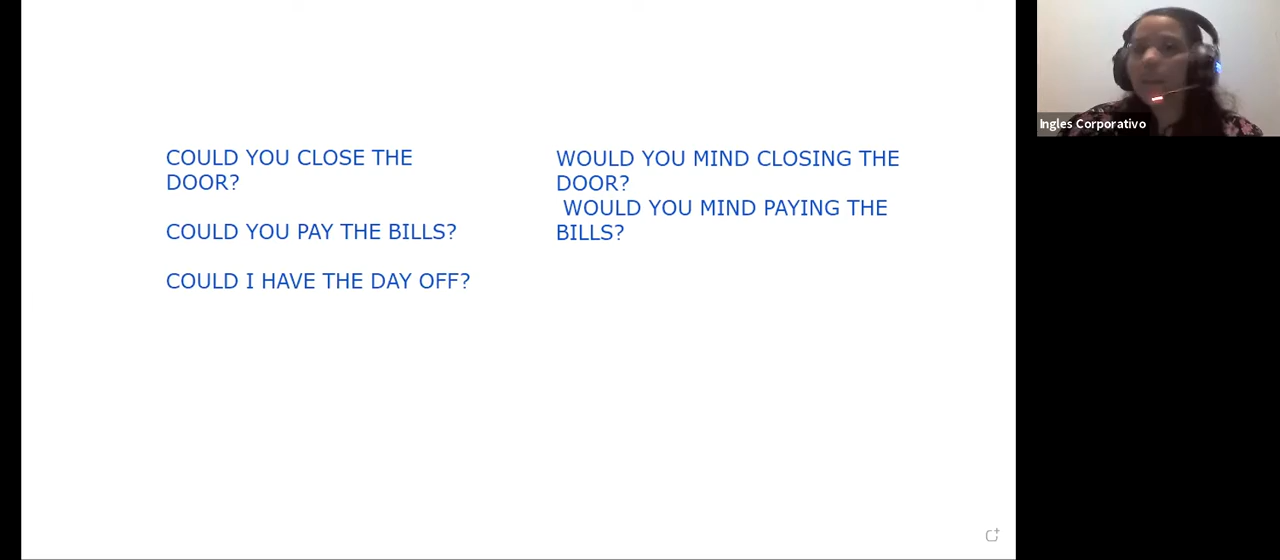 COULD YOU CLOSE THE
DOOR?
COULD YOU PAY THE BILLS?
COULD I HAVE THE DAY OFF?
WOULD YOU MIND CLOSING THE
DOOR?
WOULD YOU MIND PAYING THE
BILLS?
Ingles Corporativo